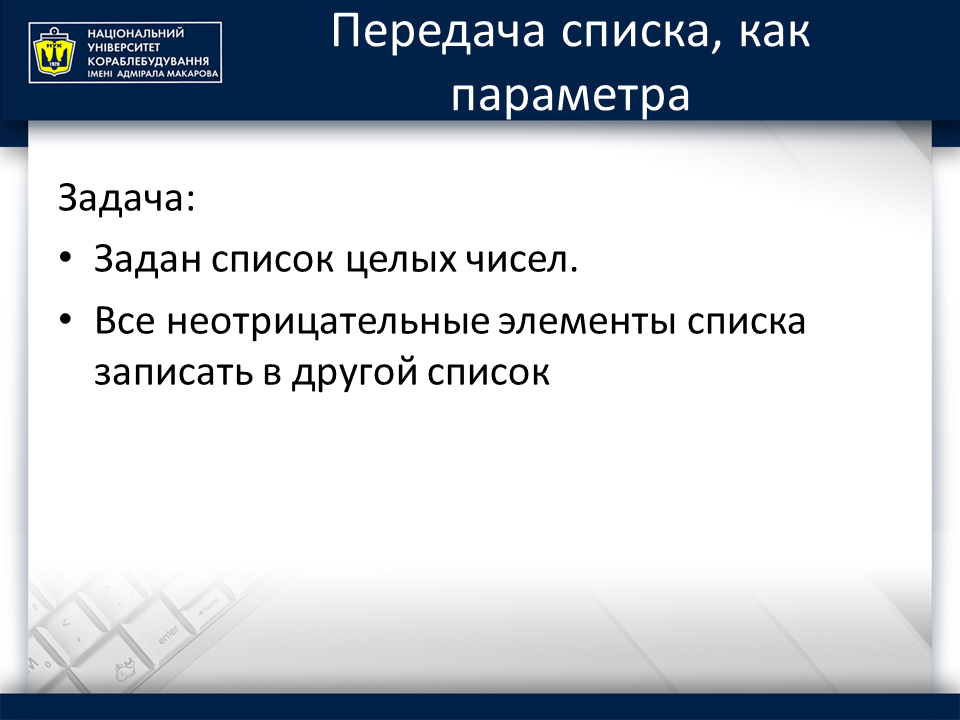 НАЦІОНАЛЬНИЙ
УНІВЕРСИТЕТ
КОРАБЛЕБУДУВАННЯ
ІМЕНІ АДМІРАЛА МАКАРОВА
НУК
1920
Передача списка, как
параметра
Задача:
• Задан список целых чисел.
• Все неотрицательные элементы списка
записать в другой список
enter